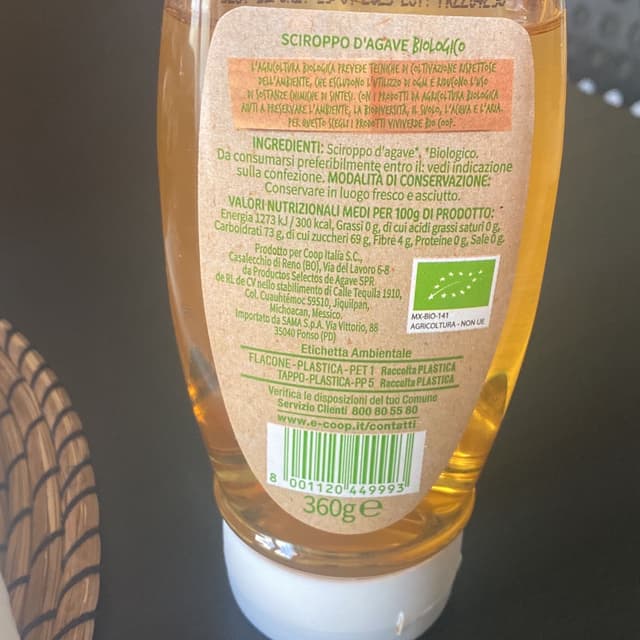 SCIROPPO D'AGAVE BIOLOGICO
L'AGRICOLTURA BIOLOGICA PREVEDE TECNICHE DI COLTIVAZIONE RISPETTOSE
DELL'AMBIENTE, CHE ESCLUDONO L'UTILIZZO DI OGM E RIDUCONO L'USO
DI SOSTANZE CHIMICHE DI SINTESI. CON I PRODOTTI DA AGRICOLTURA BIOLOGICA
AIUTI A PRESERVARE L'AMBIENTE, LA BIODIVERSITÀ, IL SUOLO, L'ACQUA E L'ARIA.
PER QUESTO SCEGLI I PRODOTTI VIVIVERDE BIO COOP.
INGREDIENTI: Sciroppo d'agave*, *Biologico.
Da consumarsi preferibilmente entro il: vedi indicazione
sulla confezione. MODALITÀ DI CONSERVAZIONE:
Conservare in luogo fresco e asciutto.
VALORI NUTRIZIONALI MEDI PER 100g DI PRODOTTO:
Energia 1273 kJ / 300 kcal, Grassi 0 g, di cui acidi grassi saturi 0 g,
Carboidrati 73 g, di cui zuccheri 69 g, Fibre 4 g, Proteine 0 g, Sale 0 g.
Prodotto per Coop Italia S.C.,
Casalecchio di Reno (BO), Via del Lavoro 6-8 -
da Productos Selectos de Agave SPR
de RL de CV nello stabilimento di Calle Tequila 1910,
Col. Cuauhtémoc 59510, Jiquilpan,
Michoacan, Messico.
Importato da SAMA S.p.A. Via Vittorio, 88
35040 Ponso (PD)
MX-BIO-141
AGRICOLTURA - NON UE
Etichetta Ambientale
FLACONE-PLASTICA-PET 1 Raccolta PLASTICA
TAPPO-PLASTICA-PP 5 Raccolta PLASTICA
Verifica le disposizioni del tuo Comune
Servizio Clienti 800 80 55 80
www.e-coop.it/contatti
8 001120 449993
360g e